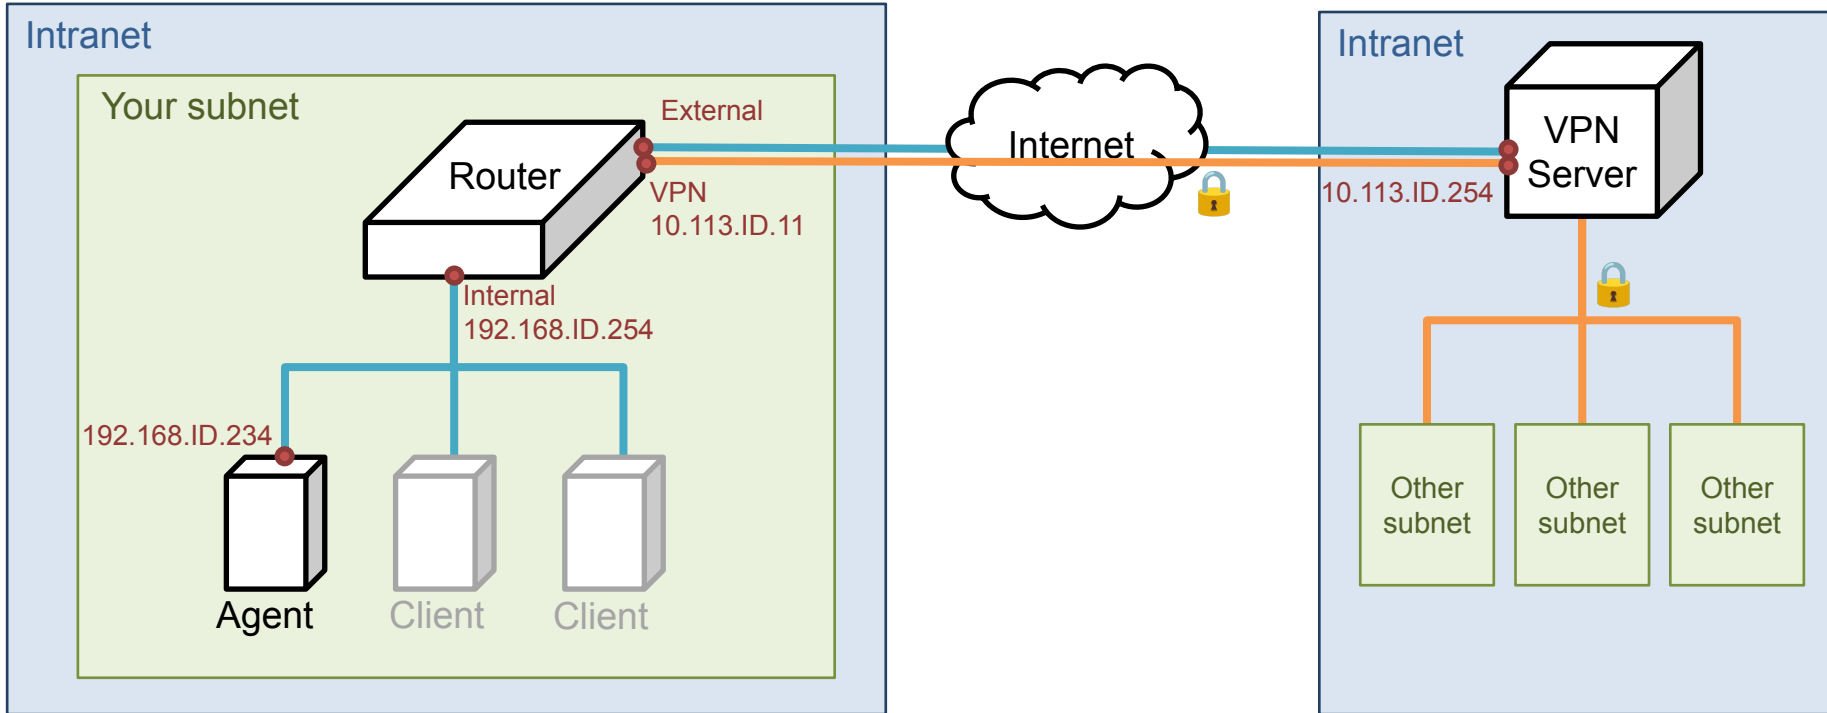 Intranet
Your subnet
External
Router
VPN
10.113.ID.11
Internal
192.168.ID.254
192.168.ID.234
Agent
Client
Client
Internet
Intranet
VPN
Server
10.113.ID.254
Other
subnet
Other
subnet
Other
subnet